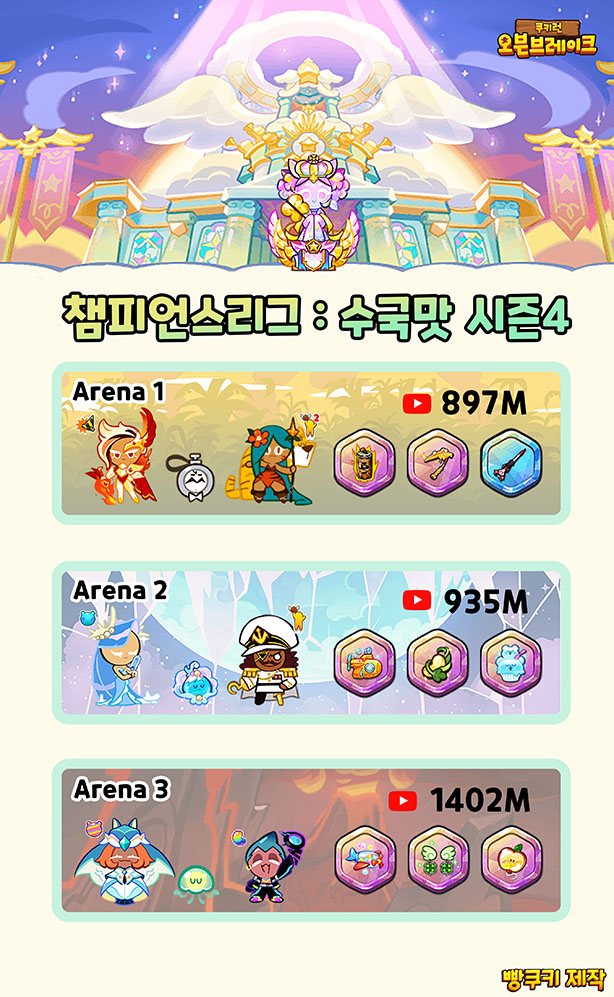 쿠키런
오븐브레이크
챔피언스리그 : 수국맛 시즌4
Arena 1
897M
2
Arena 2
935M
Arena 3
1402M
빵쿠키 제작